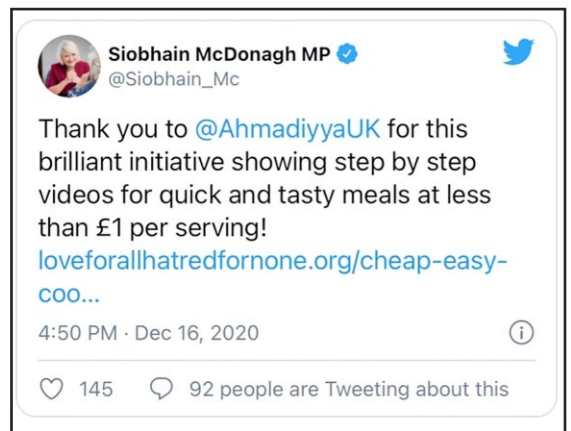 Siobhain McDonagh MP
@Siobhain_Mc
Thank you to @AhmadiyyaUK for this
brilliant initiative showing step by step
videos for quick and tasty meals at less
than £1 per serving!
loveforallhatredfornone.org/cheap-easy-
coo...
4:50 PM · Dec 16, 2020
145 92 people are Tweeting about this